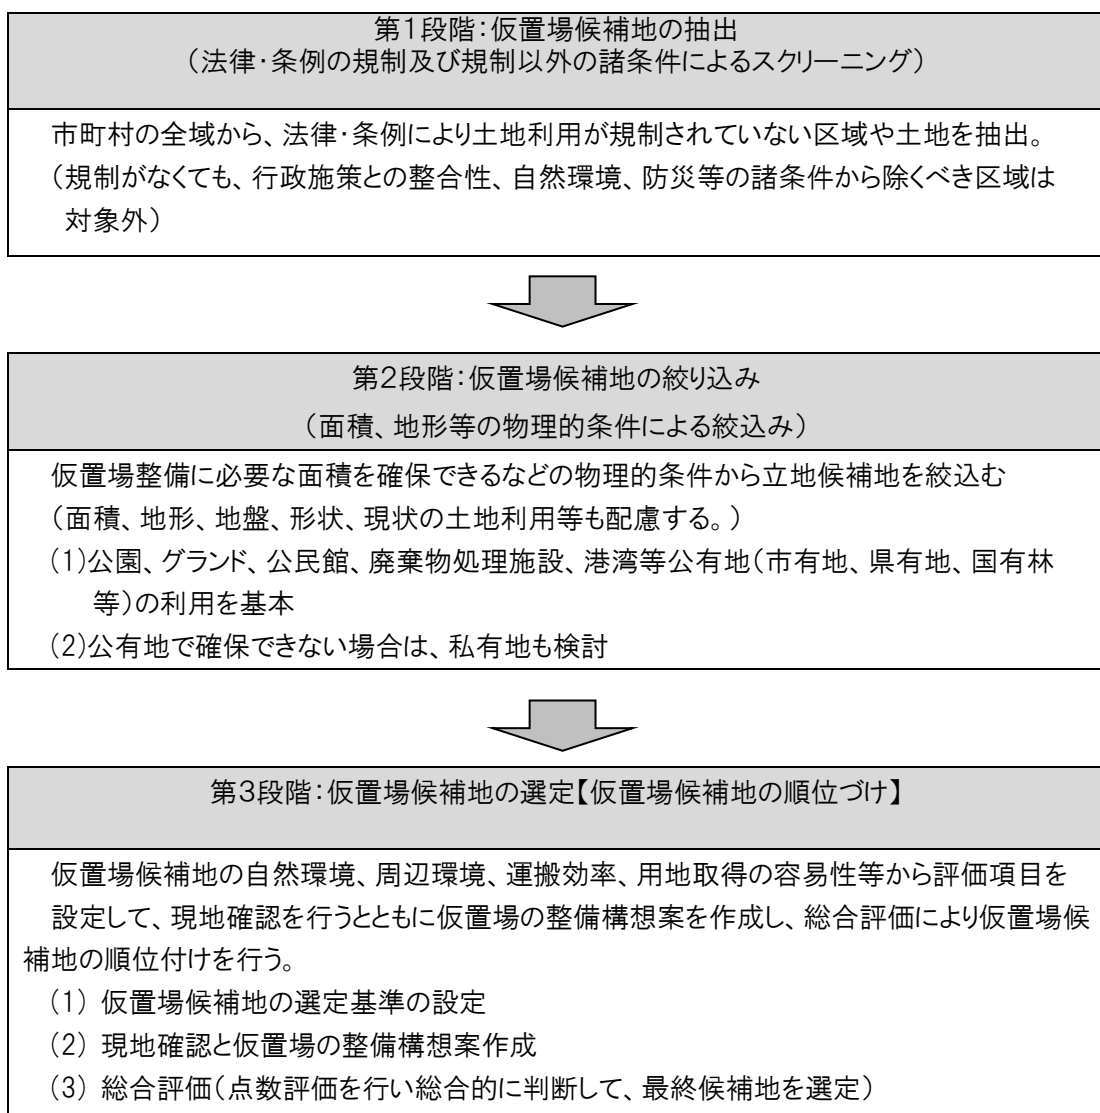 第1段階：仮置場候補地の抽出
（法律・条例の規制及び規制以外の諸条件によるスクリーニング）
市町村の全域から、法律・条例により土地利用が規制されていない区域や土地を抽出。
（規制がなくても、行政施策との整合性、自然環境、防災等の諸条件から除くべき区域は
対象外）
第2段階：仮置場候補地の絞り込み
（面積、地形等の物理的条件による絞込み）
仮置場整備に必要な面積を確保できるなどの物理的条件から立地候補地を絞込む
（面積、地形、地盤、形状、現状の土地利用等も配慮する。）
(1)公園、グランド、公民館、廃棄物処理施設、港湾等公有地（市有地、県有地、国有林
等）の利用を基本
(2)公有地で確保できない場合は、私有地も検討
第3段階：仮置場候補地の選定【仮置場候補地の順位づけ】
仮置場候補地の自然環境、周辺環境、運搬効率、用地取得の容易性等から評価項目を
設定して、現地確認を行うとともに仮置場の整備構想案を作成し、総合評価により仮置場候
補地の順位付けを行う。
(1) 仮置場候補地の選定基準の設定
(2) 現地確認と仮置場の整備構想案作成
(3) 総合評価（点数評価を行い総合的に判断して、最終候補地を選定）